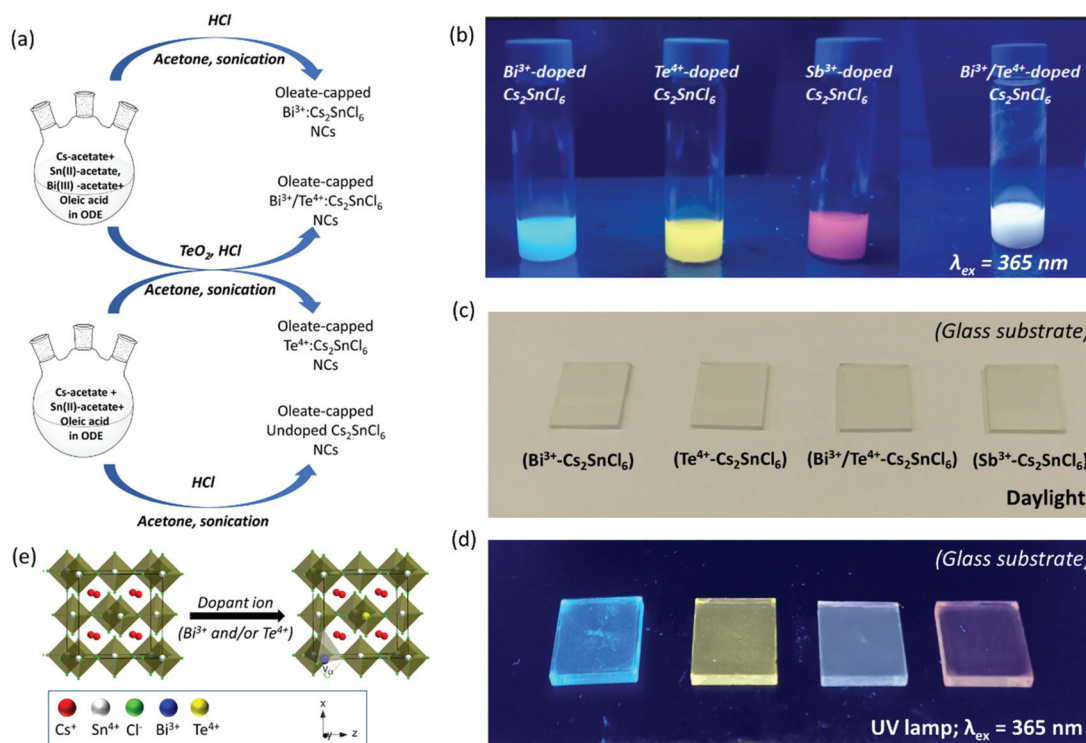 (a)
HCl
Acetone, sonication
Oleate-capped
Bi³⁺:Cs₂SnCl₆
NCs
Cs-acetate+
Sn(II)-acetate,
Bi(III) -acetate+
Oleic acid
in ODE
Oleate-capped
Bi³⁺/Te⁴⁺:Cs₂SnCl₆
NCs
TeO₂, HCl
Acetone, sonication
Oleate-capped
Te⁴⁺:Cs₂SnCl₆
NCs
Cs-acetate +
Sn(II)-acetate+
Oleic acid
in ODE
Oleate-capped
Undoped Cs₂SnCl₆
NCs
HCl
Acetone, sonication
(b)
Bi³⁺-doped
Cs₂SnCl₆
Te⁴⁺-doped
Cs₂SnCl₆
Sb³⁺-doped
Cs₂SnCl₆
Bi³⁺/Te⁴⁺-doped
Cs₂SnCl₆
λₑₓ = 365 nm
(c)
(Glass substrate)
(Bi³⁺-Cs₂SnCl₆)
(Te⁴⁺-Cs₂SnCl₆)
(Bi³⁺/Te⁴⁺-Cs₂SnCl₆)
(Sb³⁺-Cs₂SnCl₆)
Daylight
(d)
(Glass substrate)
UV lamp; λₑₓ = 365 nm
(e)
Dopant ion
(Bi³⁺ and/or Te⁴⁺)
V_Cl
Cs⁺ Sn⁴⁺ Cl⁻ Bi³⁺ Te⁴⁺
x
y
z